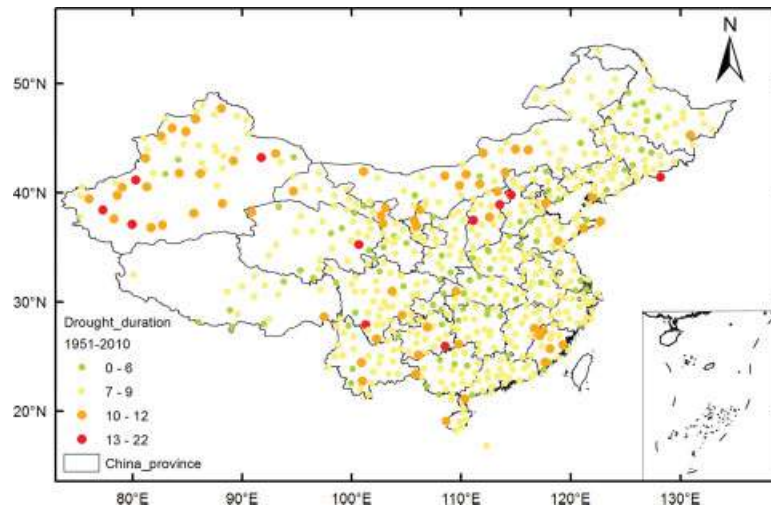 N
50°N
40°N
30°N
20°N
Drought_duration
1951-2010
0 - 6
7 - 9
10 - 12
13 - 22
China_province
80°E 90°E 100°E 110°E 120°E 130°E